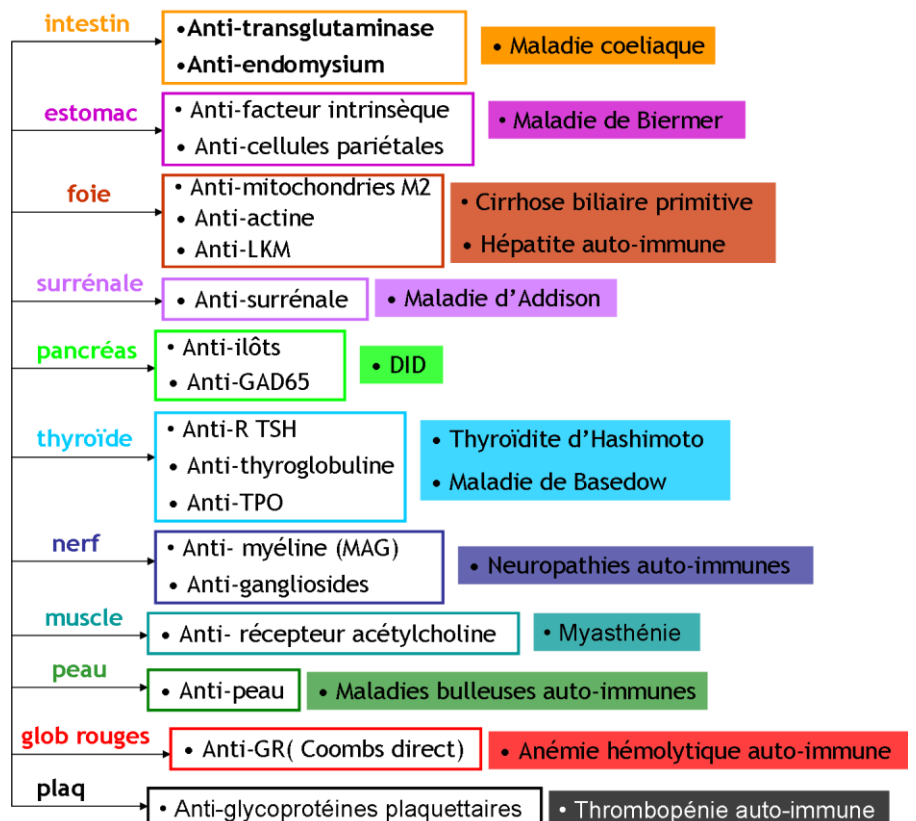 intestin
• Anti-transglutaminase
• Anti-endomysium
• Maladie coeliaque
estomac
• Anti-facteur intrinsèque
• Anti-cellules pariétales
• Maladie de Biermer
foie
• Anti-mitochondries M2
• Anti-actine
• Anti-LKM
• Cirrhose biliaire primitive
• Hépatite auto-immune
surrénale
• Anti-surrénale
• Maladie d'Addison
pancréas
• Anti-ilôts
• Anti-GAD65
• DID
thyroïde
• Anti-R TSH
• Anti-thyroglobuline
• Anti-TPO
• Thyroïdite d'Hashimoto
• Maladie de Basedow
nerf
• Anti- myéline (MAG)
• Anti-gangliosides
• Neuropathies auto-immunes
muscle
• Anti- récepteur acétylcholine
• Myasthénie
peau
• Anti-peau
• Maladies bulleuses auto-immunes
glob rouges
• Anti-GR( Coombs direct)
• Anémie hémolytique auto-immune
plaq
• Anti-glycoprotéines plaquettaires
• Thrombopénie auto-immune